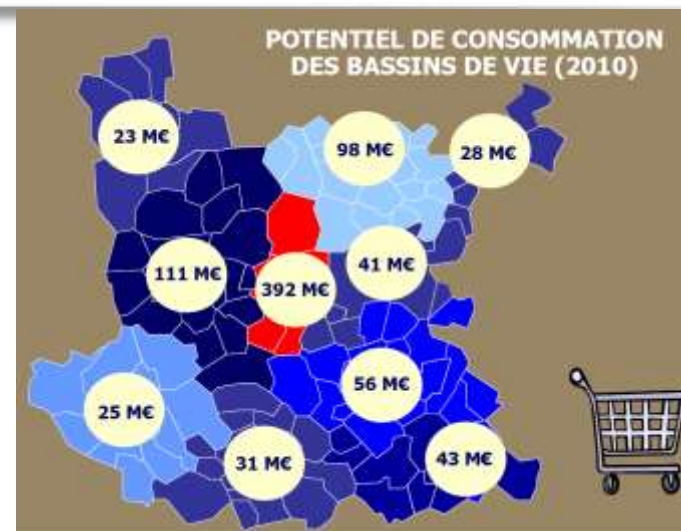 POTENTIEL DE CONSOMMATION
DES BASSINS DE VIE (2010)
23 M€
98 M€
28 M€
111 M€
392 M€
41 M€
56 M€
25 M€
31 M€
43 M€